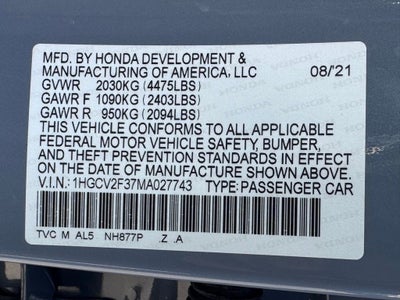 MFD. BY HONDA DEVELOPMENT &
MANUFACTURING OF AMERICA, LLC 08/'21
GVWR 2030KG (4475LBS)
GAWR F 1090KG (2403LBS)
GAWR R 950KG (2094LBS)
THIS VEHICLE CONFORMS TO ALL APPLICABLE
FEDERAL MOTOR VEHICLE SAFETY, BUMPER,
AND THEFT PREVENTION STANDARDS IN EFFECT
ON THE DATE OF MANUFACTURE SHOWN ABOVE.
V.I.N.: 1HGCV2F37MA027743 TYPE: PASSENGER CAR
TVC M AL5 NH877P .Z .A